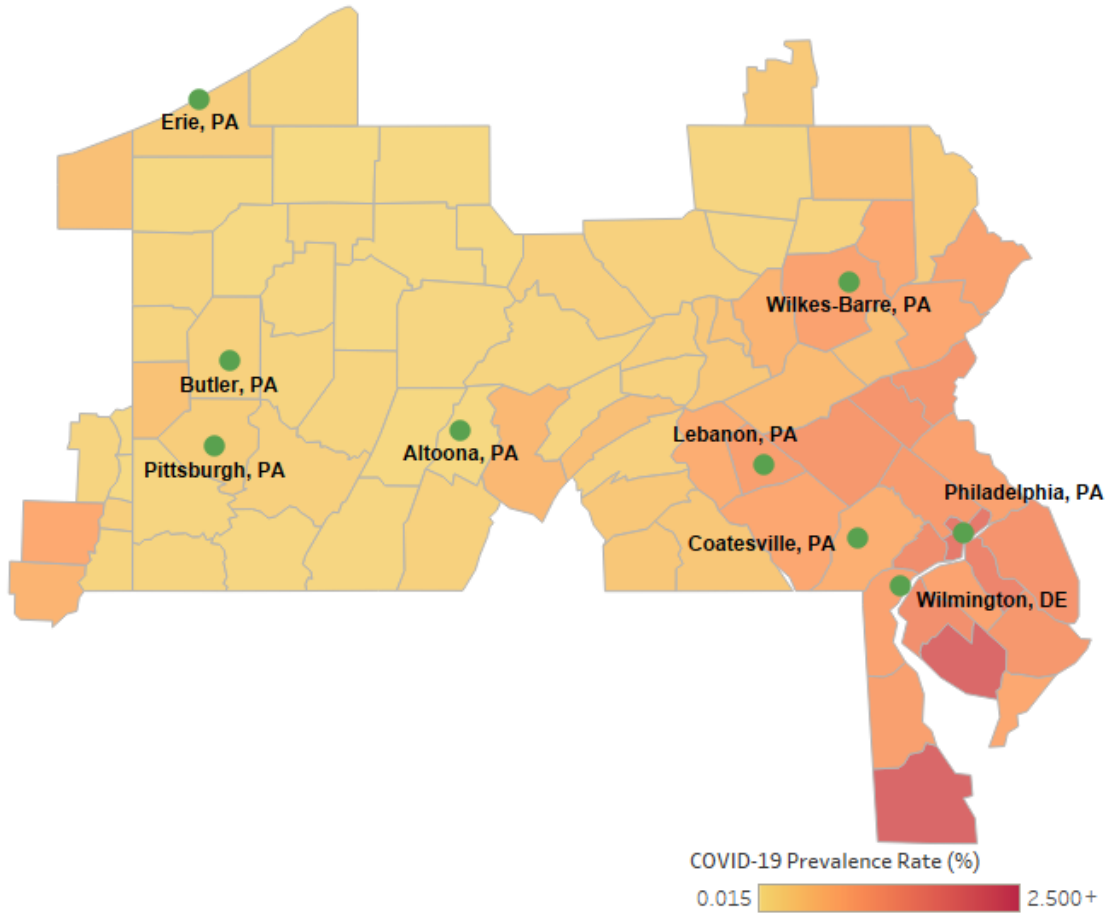 Erie, PA
Wilkes-Barre, PA
Butler, PA
Lebanon, PA
Altoona, PA
Pittsburgh, PA
Philadelphia, PA
Coatesville, PA
Wilmington, DE
COVID-19 Prevalence Rate (%)
0.015 2.500+